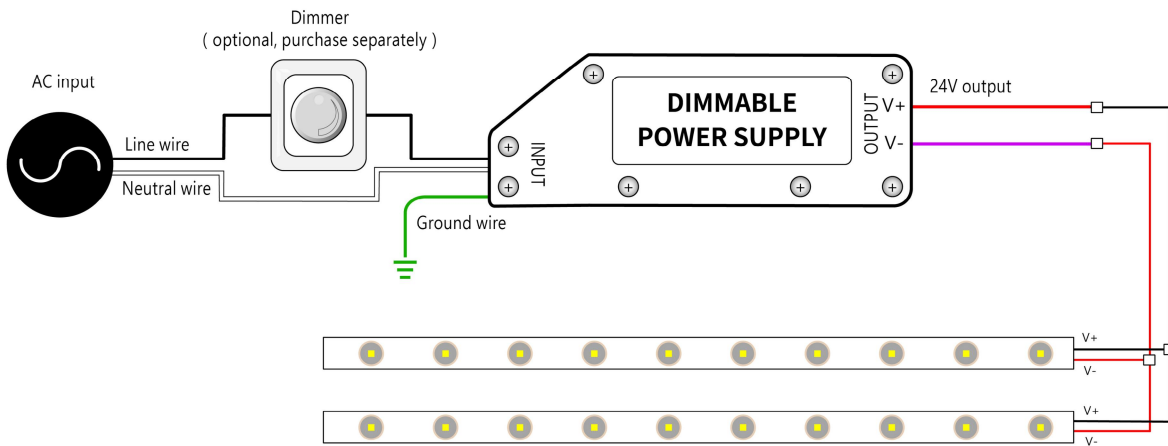 Dimmer
( optional, purchase separately )
AC input
Line wire
Neutral wire
Ground wire
INPUT
DIMMABLE
POWER SUPPLY
OUTPUT
V+
V-
24V output
V+
V-
V+
V-